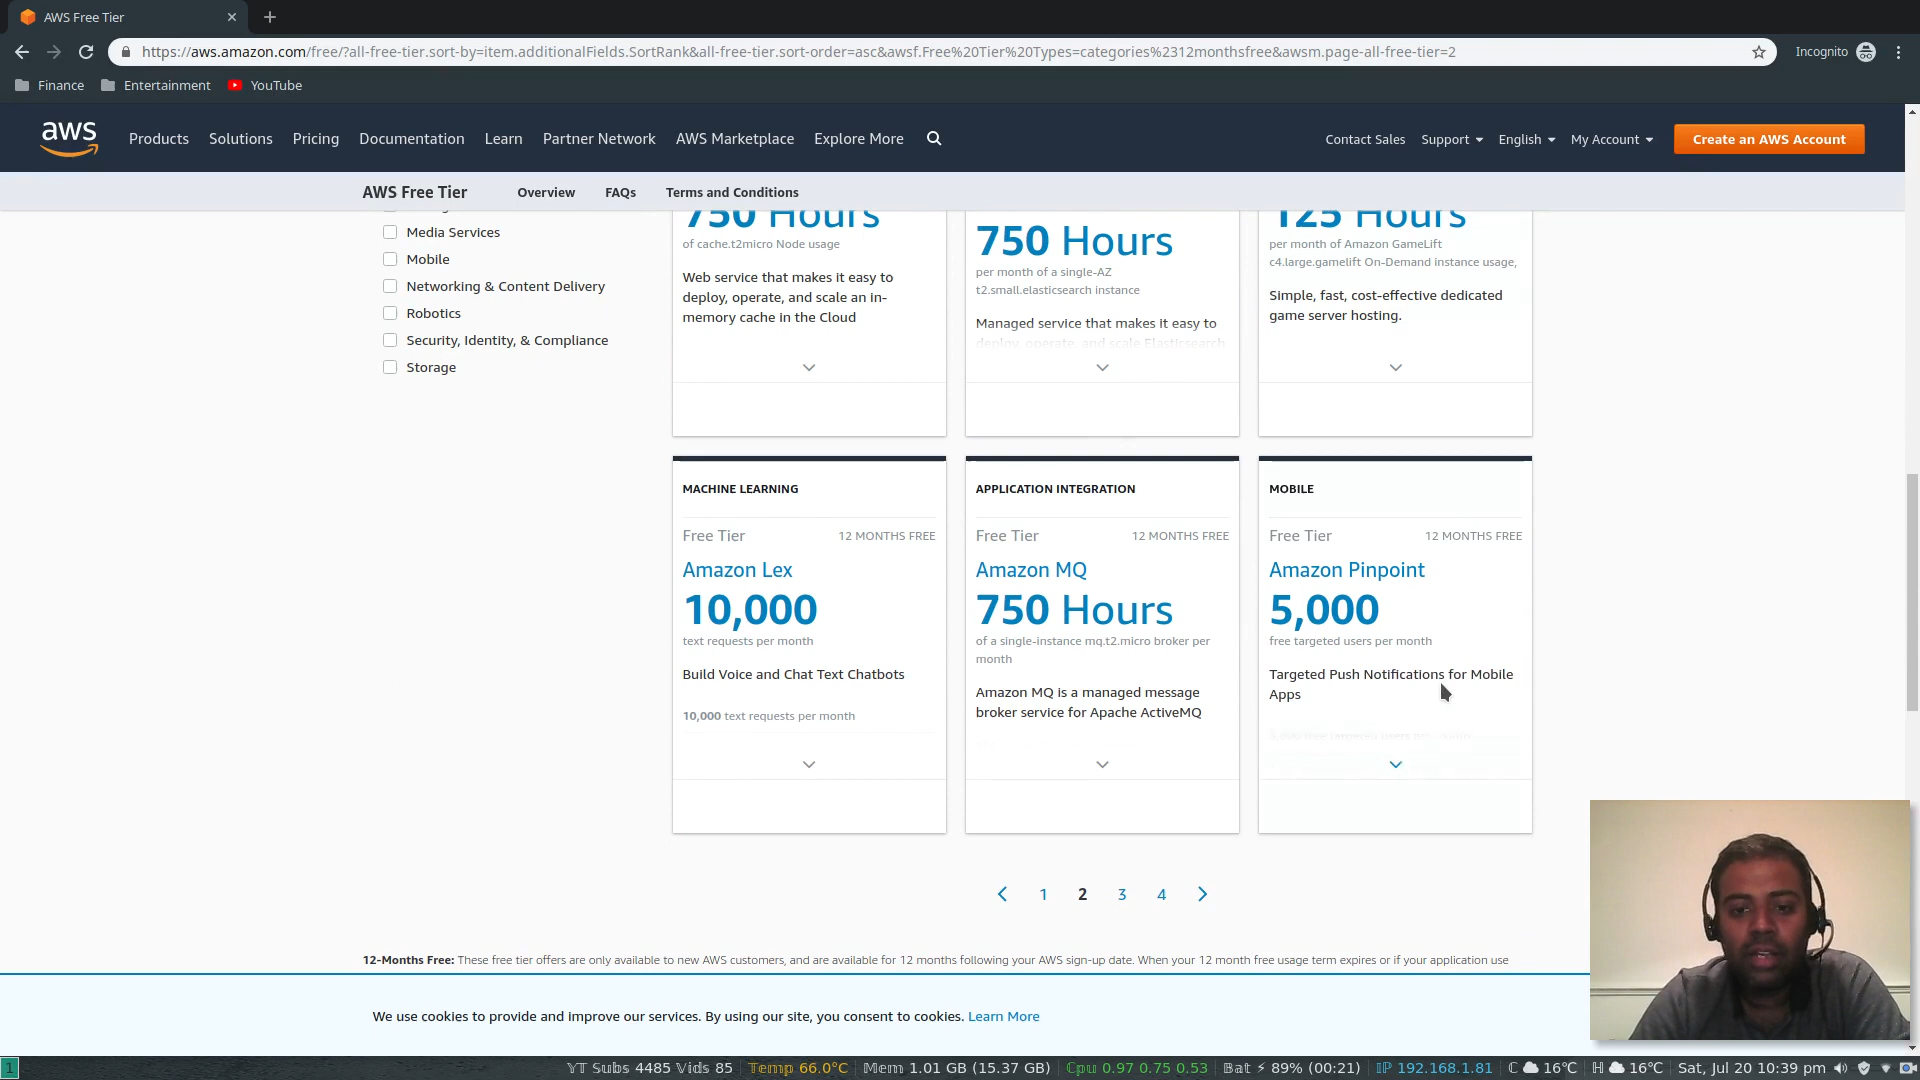 AWS Free Tier
https://aws.amazon.com/free/?all-free-tier.sort-by=item.additionalFields.SortRank&all-free-tier.sort-order=asc&awsf.Free%20Tier%20Types=categories%2312monthsfree&awsm.page-all-free-tier=2
Incognito
Finance
Entertainment
YouTube
aws
Products
Solutions
Pricing
Documentation
Learn
Partner Network
AWS Marketplace
Explore More
Contact Sales
Support
English
My Account
Create an AWS Account
AWS Free Tier
Overview
FAQs
Terms and Conditions
Media Services
Mobile
Networking & Content Delivery
Robotics
Security, Identity, & Compliance
Storage
750 Hours
of cache.t2micro Node usage
Web service that makes it easy to
deploy, operate, and scale an in-
memory cache in the Cloud
750 Hours
per month of a single-AZ
t2.small.elasticsearch instance
Managed service that makes it easy to
deploy, operate, and scale Elasticsearch
125 Hours
per month of Amazon GameLift
c4.large.gamelift On-Demand instance usage,
Simple, fast, cost-effective dedicated
game server hosting.
MACHINE LEARNING
Free Tier 12 MONTHS FREE
Amazon Lex
10,000
text requests per month
Build Voice and Chat Text Chatbots
10,000 text requests per month
APPLICATION INTEGRATION
Free Tier 12 MONTHS FREE
Amazon MQ
750 Hours
of a single-instance mq.t2.micro broker per
month
Amazon MQ is a managed message
broker service for Apache ActiveMQ
MOBILE
Free Tier 12 MONTHS FREE
Amazon Pinpoint
5,000
free targeted users per month
Targeted Push Notifications for Mobile
Apps
1 2 3 4
12-Months Free: These free tier offers are only available to new AWS customers, and are available for 12 months following your AWS sign-up date. When your 12 month free usage term expires or if your application use
We use cookies to provide and improve our services. By using our site, you consent to cookies. Learn More
1
YT Subs 4485 Vids 85 Temp 66.0°C Mem 1.01 GB (15.37 GB) Cpu 0.97 0.75 0.53 Bat ⚡ 89% (00:21) IP 192.168.1.81 C 16°C H 16°C Sat, Jul 20 10:39 pm